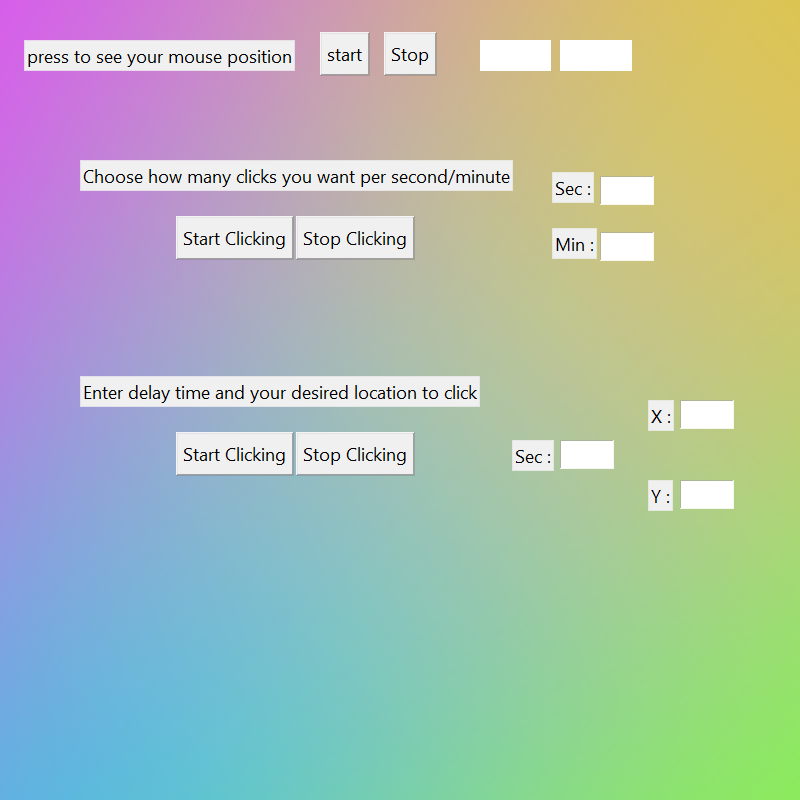 press to see your mouse position start Stop
Choose how many clicks you want per second/minute
Sec :
Start Clicking Stop Clicking
Min :
Enter delay time and your desired location to click
X :
Start Clicking Stop Clicking
Sec :
Y :